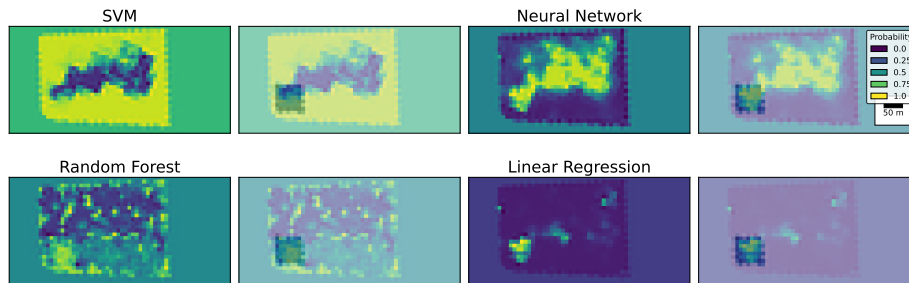 SVM
Neural Network
Probability
0.0
0.25
0.5
0.75
1.0
50 m
Random Forest
Linear Regression